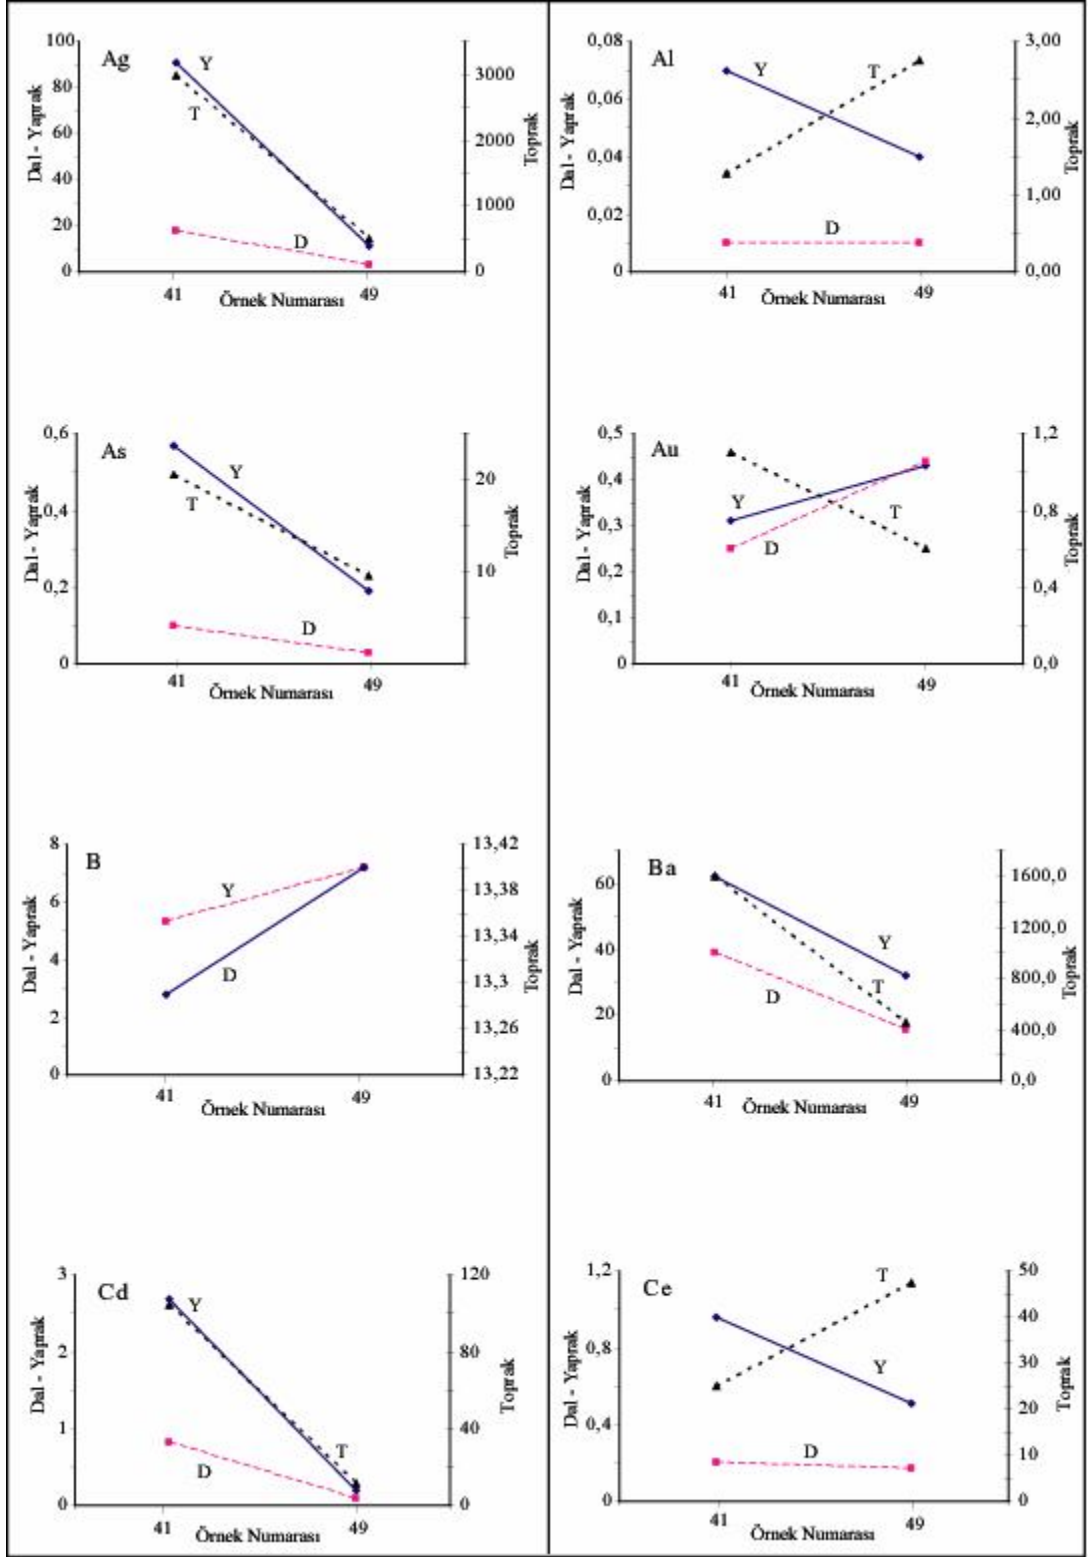 Ag
100
80
60
40
20
0
3000
2000
1000
0
Dal - Yaprak
Toprak
Y
T
D
41
49
Örnek Numarası
Al
0,08
0,06
0,04
0,02
0
3,00
2,00
1,00
0,00
Dal - Yaprak
Toprak
Y
T
D
41
49
Örnek Numarası
As
0,6
0,4
0,2
0
20
10
Dal - Yaprak
Toprak
Y
T
D
41
49
Örnek Numarası
Au
0,5
0,4
0,3
0,2
0,1
0
1,2
0,8
0,4
0,0
Dal - Yaprak
Toprak
Y
D
T
41
49
Örnek Numarası
B
8
6
4
2
0
13,42
13,38
13,34
13,3
13,26
13,22
Dal - Yaprak
Toprak
Y
D
41
49
Örnek Numarası
Ba
60
40
20
0
1600,0
1200,0
800,0
400,0
0,0
Dal - Yaprak
Toprak
Y
T
D
41
49
Örnek Numarası
Cd
3
2
1
0
120
80
40
0
Dal - Yaprak
Toprak
Y
T
D
41
49
Örnek Numarası
Ce
1,2
0,8
0,4
0
50
40
30
20
10
0
Dal - Yaprak
Toprak
T
Y
D
41
49
Örnek Numarası